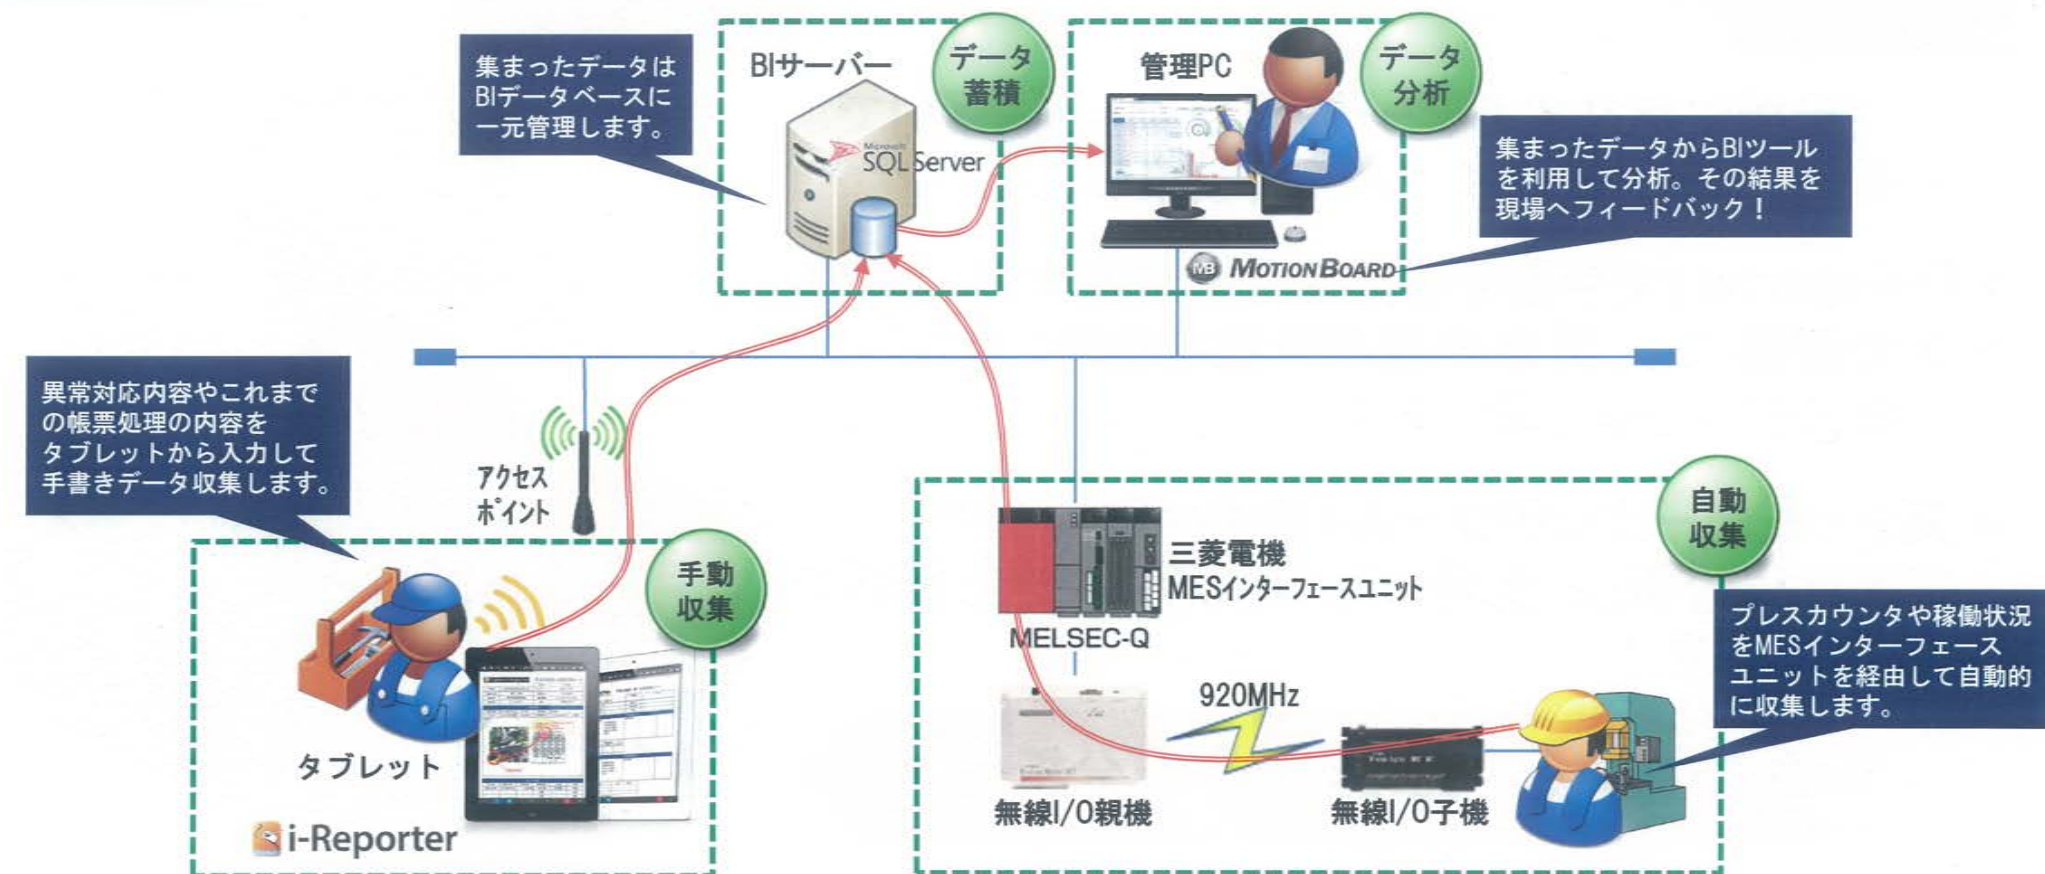 集まったデータは
BIデータベースに
一元管理します。
BIサーバー
データ
蓄積
Microsoft
SQL Server
管理PC
データ
分析
MB MOTIONBOARD
集まったデータからBIツール
を利用して分析。その結果を
現場へフィードバック！
異常対応内容やこれまで
の帳票処理の内容を
タブレットから入力して
手書きデータ収集します。
アクセス
ポイント
手動
収集
タブレット
i-Reporter
自動
収集
三菱電機
MESインターフェースユニット
MELSEC-Q
920MHz
無線I/O親機
無線I/O子機
プレスカウンタや稼働状況
をMESインターフェース
ユニットを経由して自動的
に収集します。